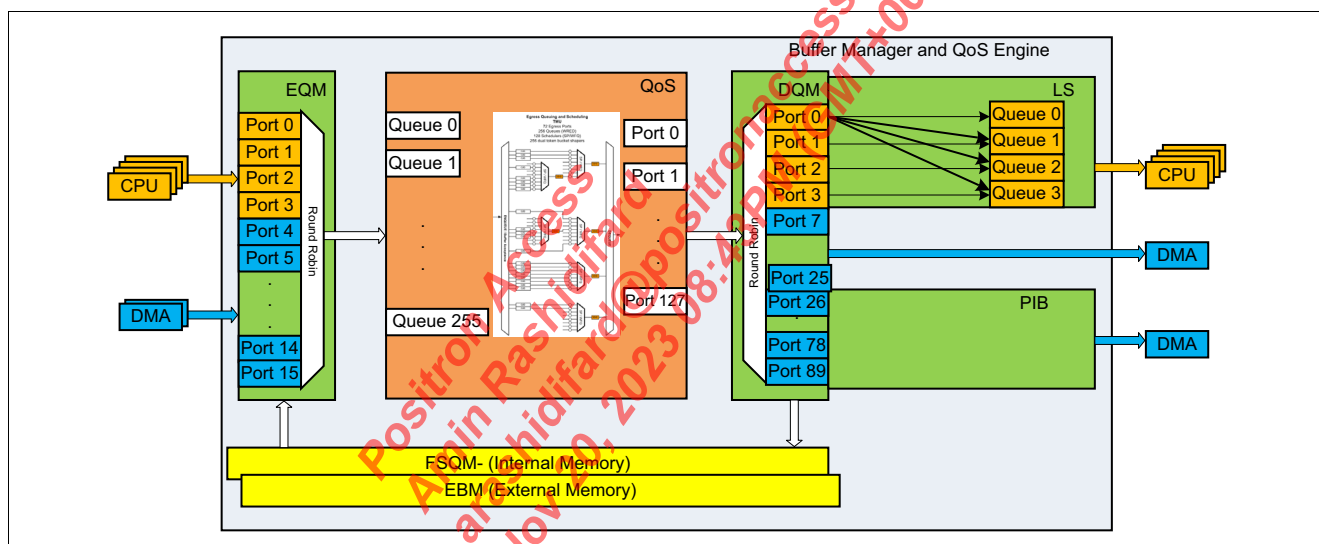 Buffer Manager and QoS Engine
EQM
Port 0
Port 1
Port 2
Port 3
Port 4
Port 5
.
.
.
Port 14
Port 15
Round Robin
CPU
DMA
QoS
Queue 0
Queue 1
.
.
.
Queue 255
Egress Queuing and Scheduling
TMU
72 Egress Ports
Port 0
Port 1
.
.
.
Port 127
DQM
Port 0
Port 1
Port 2
Port 3
Port 7
Port 25
Port 26
.
Port 78
Port 89
Round Robin
LS
Queue 0
Queue 1
Queue 2
Queue 3
PIB
CPU
DMA
DMA
FSQM- (Internal Memory)
EBM (External Memory)
Positron Access
Amin Rashidifard
arashidifard@positronaccess
Nov 20, 2023 08:43PM (GMT+00